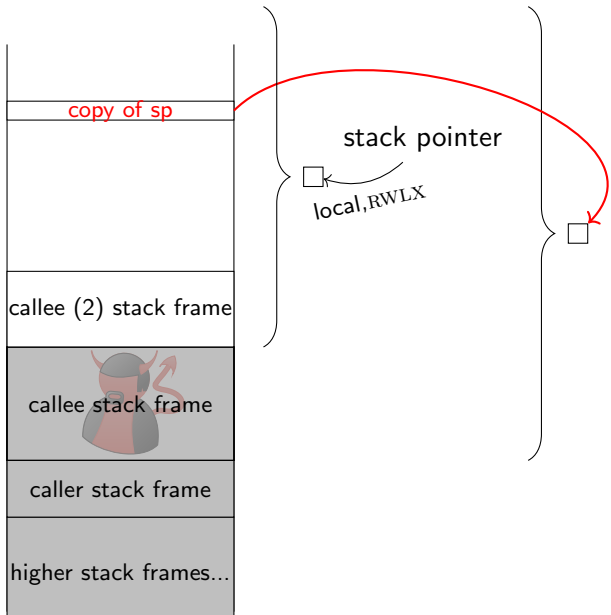 copy of sp
stack pointer
local,RWLX
callee (2) stack frame
callee stack frame
caller stack frame
higher stack frames...